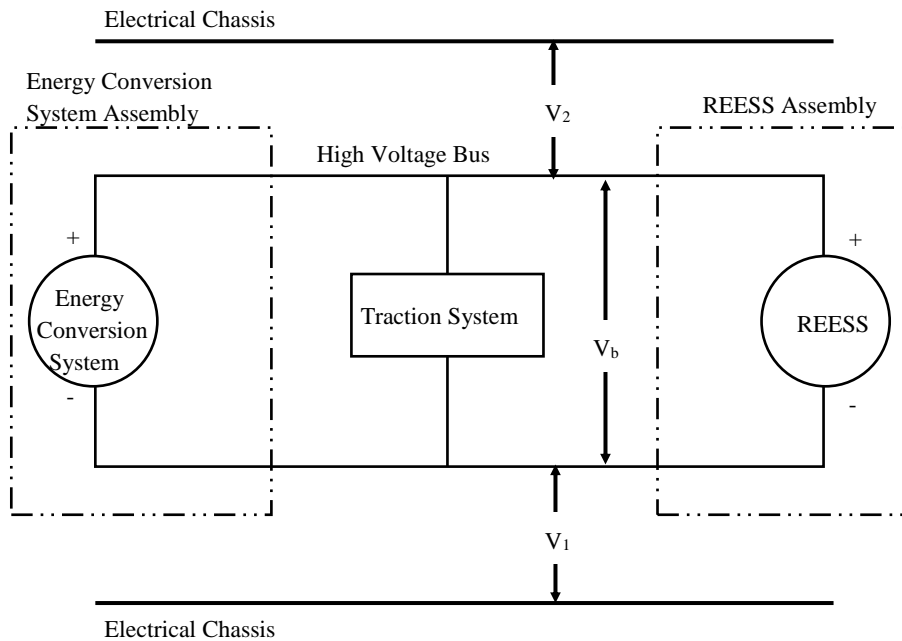 Electrical Chassis
Energy Conversion
System Assembly
V2
REESS Assembly
High Voltage Bus
+
+
Energy
Conversion
System
Traction System
Vb
REESS
-
-
V1
Electrical Chassis